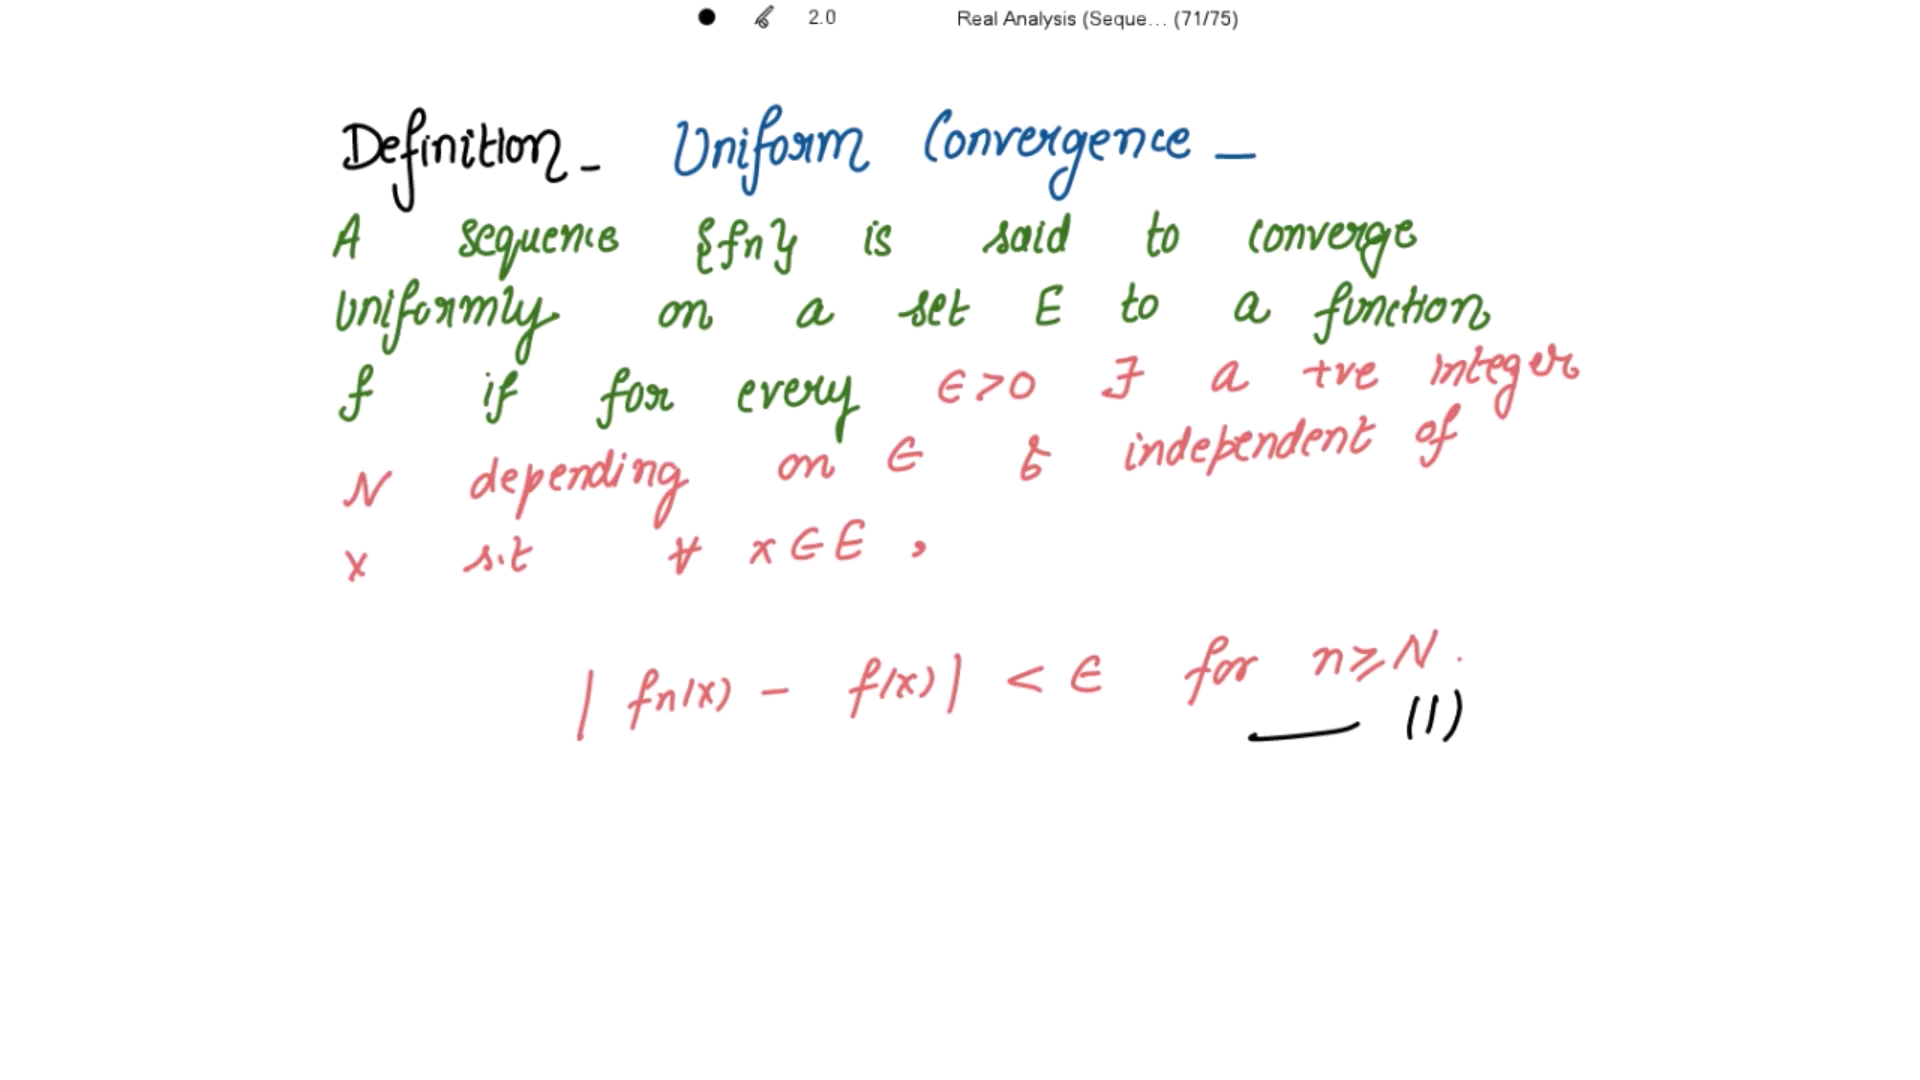 2.0 Real Analysis (Seque... (71/75)
Definition - Uniform Convergence -
A sequence {fn} is said to converge
Uniformly on a set E to a function
f if for every ϵ>0 ∃ a +ve integer
N depending on ϵ & independent of
x s.t ∀ x∈E ,
| fn(x) - f(x)| < ϵ for n≥N.
—— (1)